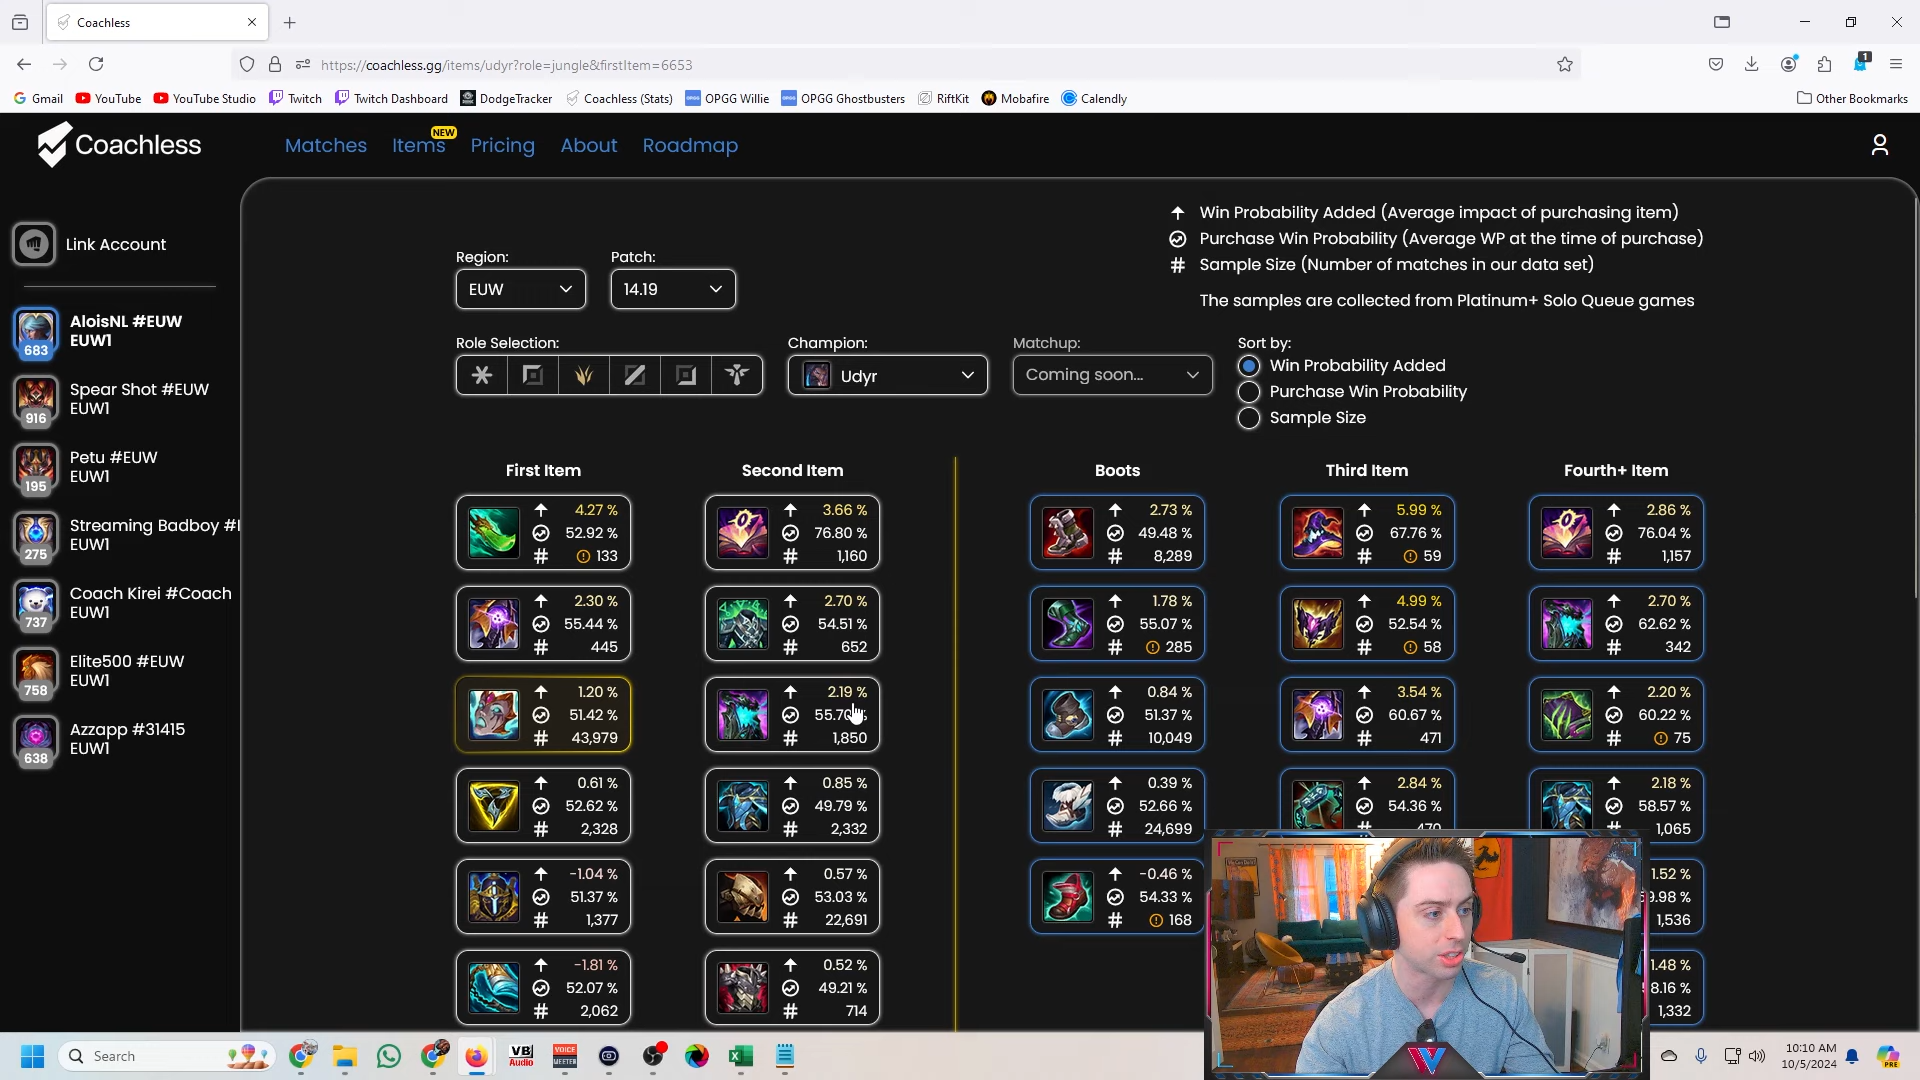 Coachless
https://coachless.gg/items/udyr?role=jungle&firstItem=6653
1
Gmail YouTube YouTube Studio Twitch Twitch Dashboard DodgeTracker Coachless (Stats) OPGG Willie OPGG Ghostbusters RiftKit Mobafire Calendly Other Bookmarks
Coachless Matches Items NEW Pricing About Roadmap
Link Account
AloisNL #EUW
EUW1
683
Spear Shot #EUW
EUW1
916
Petu #EUW
EUW1
195
Streaming Badboy #I
EUW1
275
Coach Kirei #Coach
EUW1
737
Elite500 #EUW
EUW1
758
Azzapp #31415
EUW1
638
Win Probability Added (Average impact of purchasing item)
Purchase Win Probability (Average WP at the time of purchase)
# Sample Size (Number of matches in our data set)
The samples are collected from Platinum+ Solo Queue games
Region: Patch:
EUW 14.19
Role Selection: Champion: Matchup: Sort by:
Udyr Coming soon...
Win Probability Added
Purchase Win Probability
Sample Size
First Item
4.27 %
52.92 %
# 133
2.30 %
55.44 %
# 445
1.20 %
51.42 %
# 43,979
0.61 %
52.62 %
# 2,328
-1.04 %
51.37 %
# 1,377
-1.81 %
52.07 %
# 2,062
Second Item
3.66 %
76.80 %
# 1,160
2.70 %
54.51 %
# 652
2.19 %
55.70
# 1,850
0.85 %
49.79 %
# 2,332
0.57 %
53.03 %
# 22,691
0.52 %
49.21 %
# 714
Boots
2.73 %
49.48 %
# 8,289
1.78 %
55.07 %
# 285
0.84 %
51.37 %
# 10,049
0.39 %
52.66 %
# 24,699
-0.46 %
54.33 %
# 168
Third Item
5.99 %
67.76 %
# 59
4.99 %
52.54 %
# 58
3.54 %
60.67 %
# 471
2.84 %
54.36 %
# 470
Fourth+ Item
2.86 %
76.04 %
# 1,157
2.70 %
62.62 %
# 342
2.20 %
60.22 %
# 75
2.18 %
58.57 %
1,065
1.52 %
9.98 %
1,536
1.48 %
8.16 %
1,332
Search
VB Audio
VOICE MEETER
10:10 AM
10/5/2024
PRE